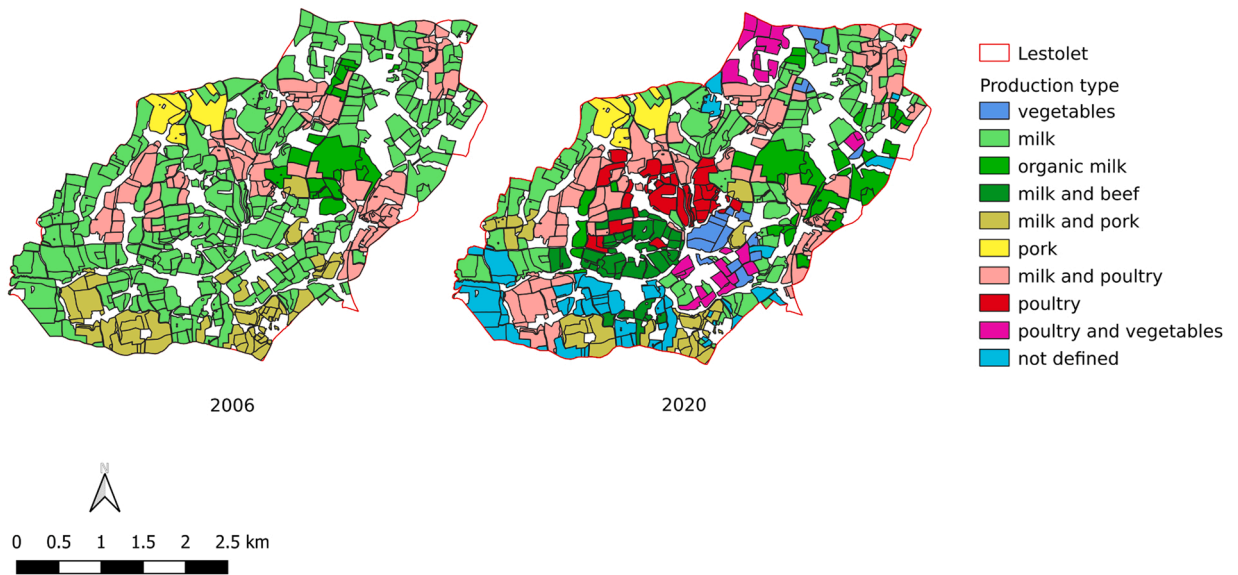 Lestolet
Production type
vegetables
milk
organic milk
milk and beef
milk and pork
pork
milk and poultry
poultry
poultry and vegetables
not defined
2006
2020
N
0 0.5 1 1.5 2 2.5 km